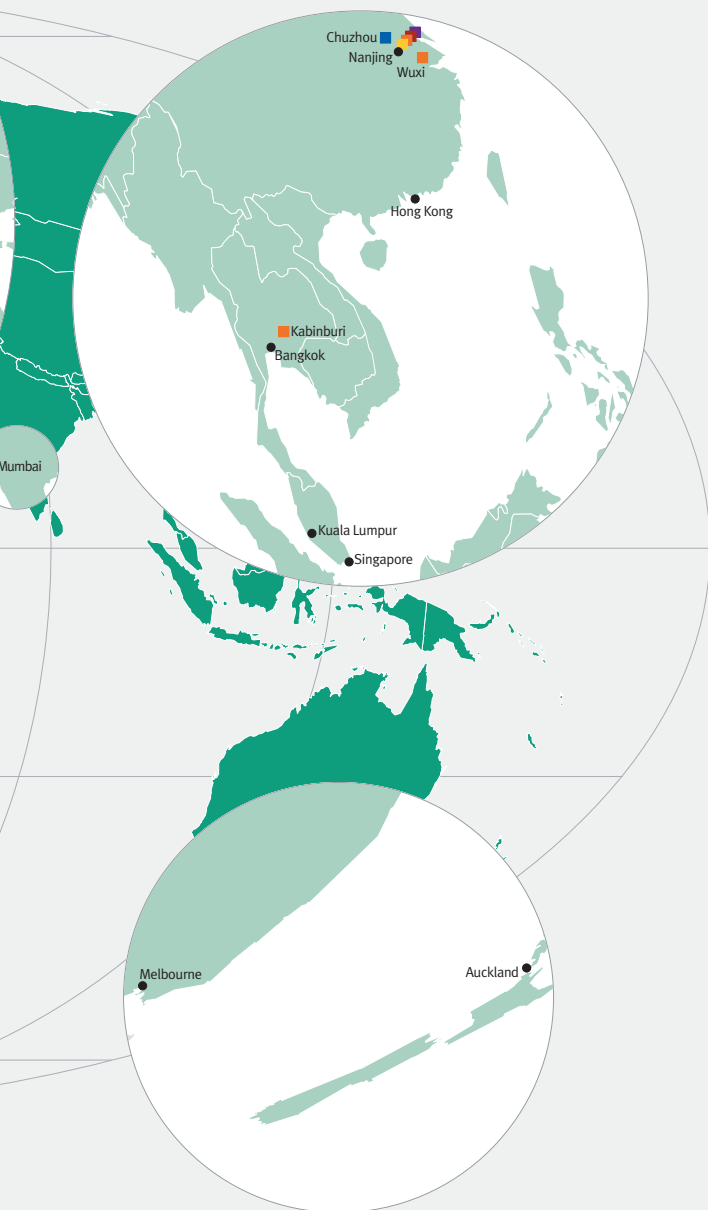 Chuzhou
Nanjing
Wuxi
Hong Kong
Kabinburi
Bangkok
Mumbai
Kuala Lumpur
Singapore
Melbourne
Auckland